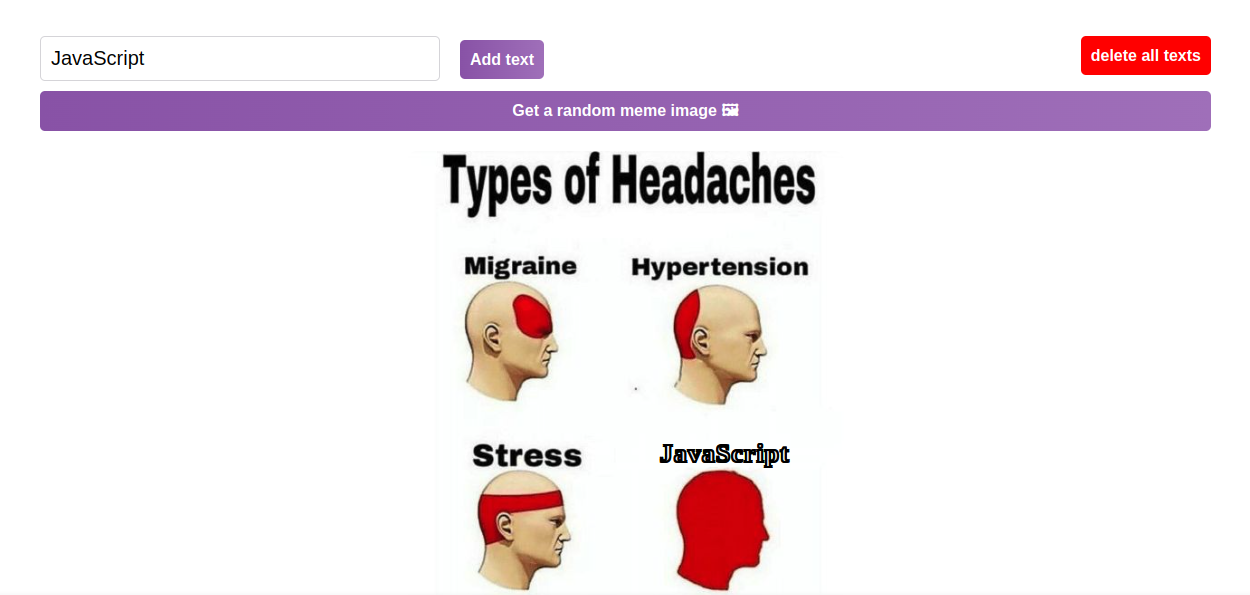 JavaScript
Add text
delete all texts
Get a random meme image 🖼
Types of Headaches
Migraine
Hypertension
Stress
JavaScript